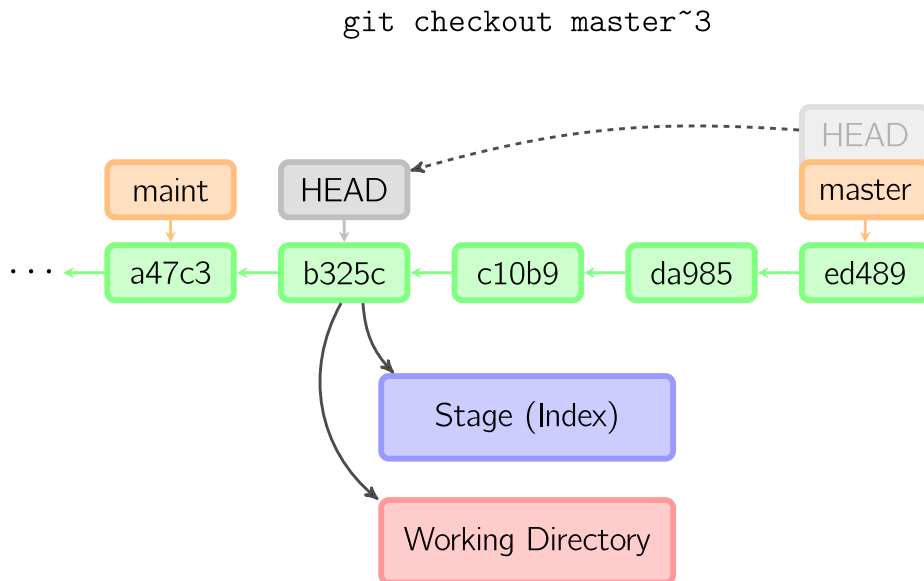 git checkout master~3
HEAD
maint
HEAD
master
... a47c3 b325c c10b9 da985 ed489
Stage (Index)
Working Directory